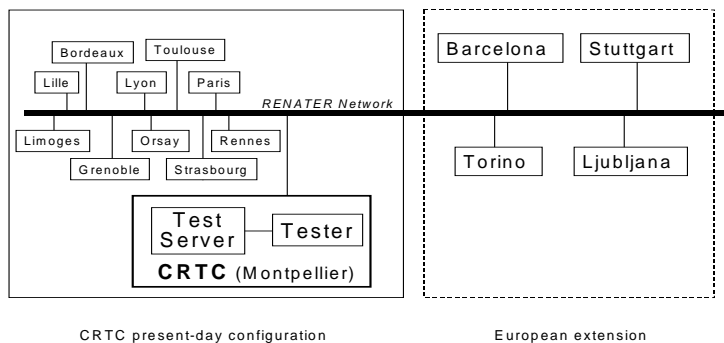 Bordeaux
Toulouse
Barcelona
Stuttgart
Lille
Lyon
Paris
RENATER Network
Limoges
Orsay
Rennes
Grenoble
Strasbourg
Torino
Ljubljana
Test
Server
Tester
CRTC (Montpellier)
CRTC present-day configuration
European extension